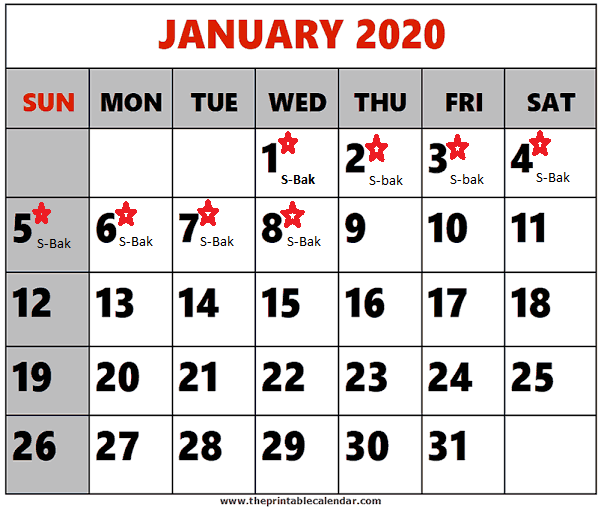 JANUARY 2020
SUN MON TUE WED THU FRI SAT
1 2 3 4
S-Bak S-bak S-bak S-Bak
5 6 7 8 9 10 11
S-Bak S-Bak S-Bak S-Bak
12 13 14 15 16 17 18
19 20 21 22 23 24 25
26 27 28 29 30 31
www.theprintablecalendar.com